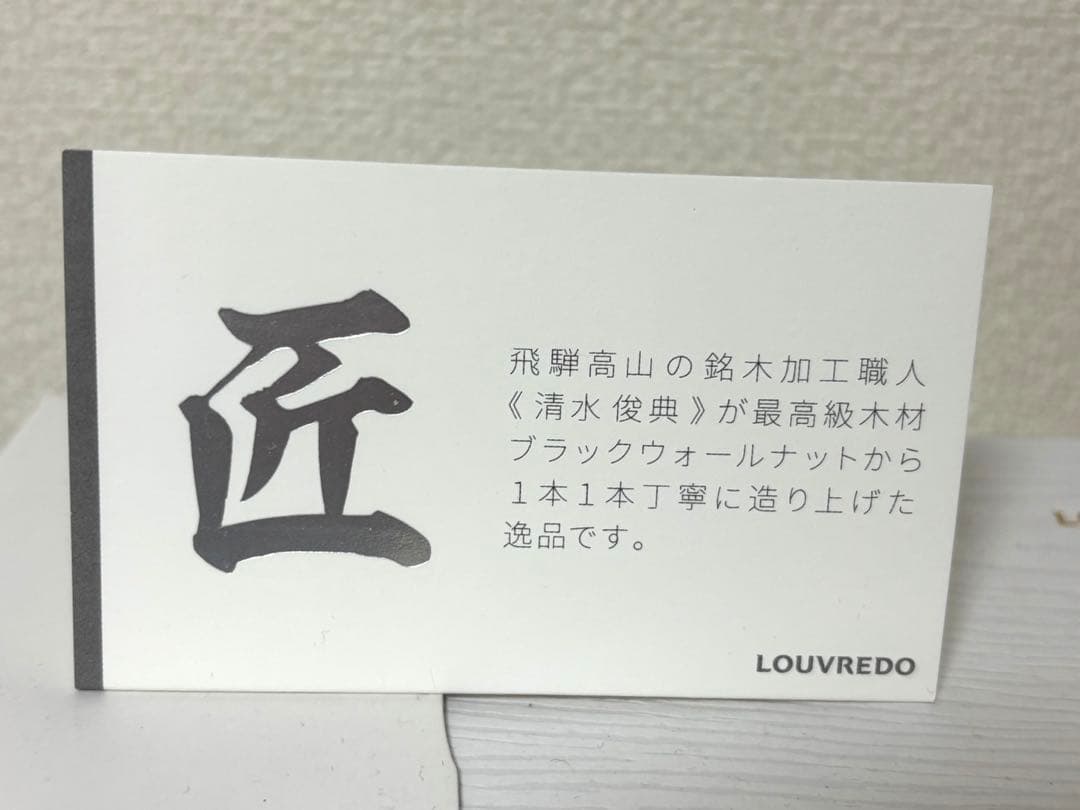 匠
飛騨高山の銘木加工職人
《清水 俊典》が最高級木材
ブラックウォールナットから
１本１本丁寧に造り上げた
逸品です。
LOUVREDO